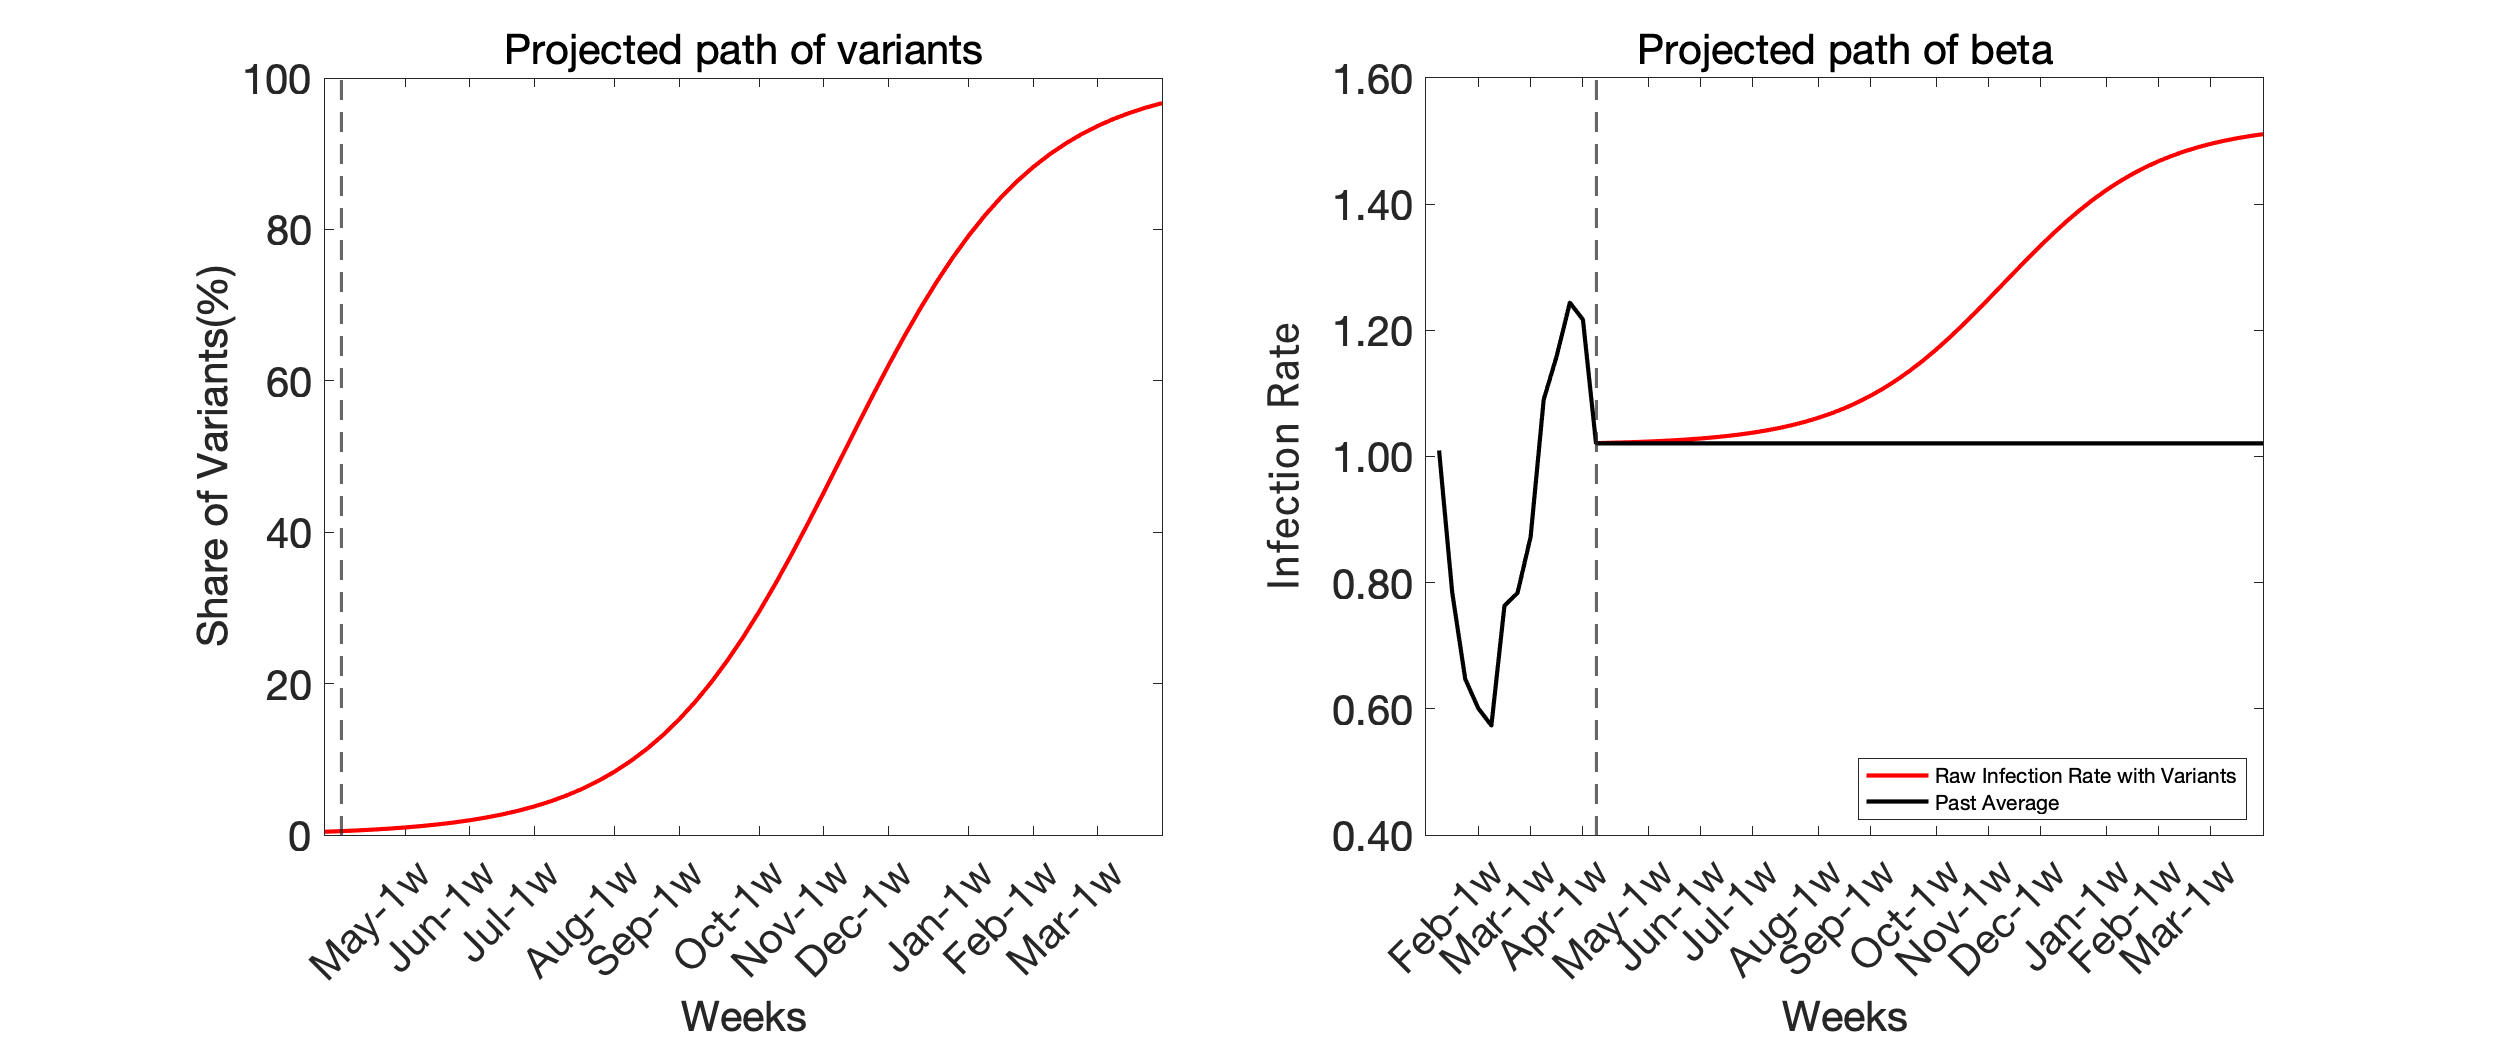 Projected path of variants
100
80
60
40
20
0
Share of Variants(%)
May-1w
Jun-1w
Jul-1w
Aug-1w
Sep-1w
Oct-1w
Nov-1w
Dec-1w
Jan-1w
Feb-1w
Mar-1w
Weeks
Projected path of beta
1.60
1.40
1.20
1.00
0.80
0.60
0.40
Infection Rate
Raw Infection Rate with Variants
Past Average
Feb-1w
Mar-1w
Apr-1w
May-1w
Jun-1w
Jul-1w
Aug-1w
Sep-1w
Oct-1w
Nov-1w
Dec-1w
Jan-1w
Feb-1w
Mar-1w
Weeks